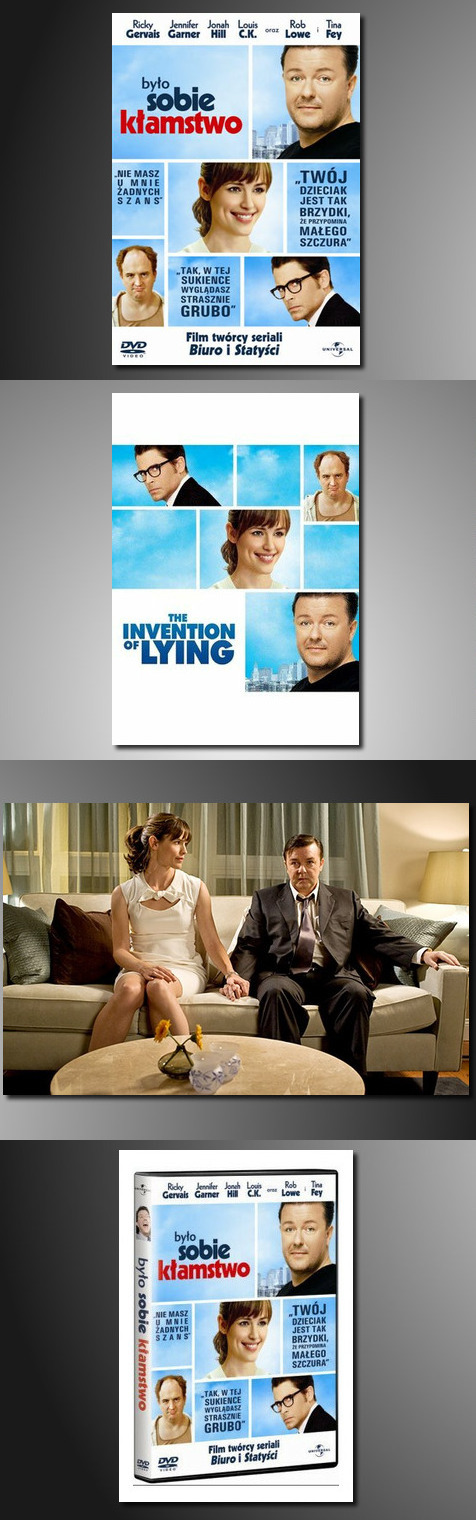 Ricky Gervais Jennifer Garner Jonah Hill Louis C.K. oraz Rob Lowe i Tina Fey
było
sobie
kłamstwo
„NIE MASZ
U MNIE
ŻADNYCH
SZANS”
„TWÓJ
DZIECIAK
JEST TAK
BRZYDKI,
ŻE PRZYPOMINA
MAŁEGO
SZCZURA”
„TAK, W TEJ
SUKIENCE
WYGLĄDASZ
STRASZNIE
GRUBO”
Film twórcy seriali
Biuro i Statyści
DVD
VIDEO
UNIVERSAL
THE
INVENTION
OF LYING
Ricky Gervais Jennifer Garner Jonah Hill Louis C.K. oraz Rob Lowe i Tina Fey
było sobie kłamstwo
było
sobie
kłamstwo
„NIE MASZ
U MNIE
ŻADNYCH
SZANS”
„TWÓJ
DZIECIAK
JEST TAK
BRZYDKI,
ŻE PRZYPOMINA
MAŁEGO
SZCZURA”
„TAK, W TEJ
SUKIENCE
WYGLĄDASZ
STRASZNIE
GRUBO”
Film twórcy seriali
Biuro i Statyści
DVD
DVD
VIDEO
UNIVERSAL